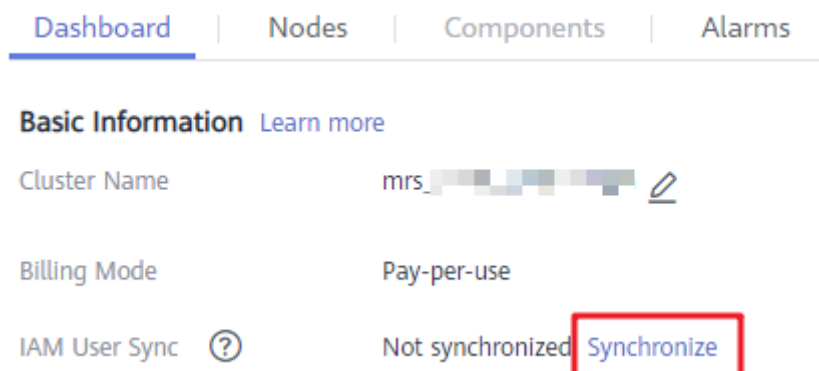 Dashboard | Nodes | Components | Alarms
Basic Information Learn more
Cluster Name mrs_
Billing Mode Pay-per-use
IAM User Sync ? Not synchronized Synchronize